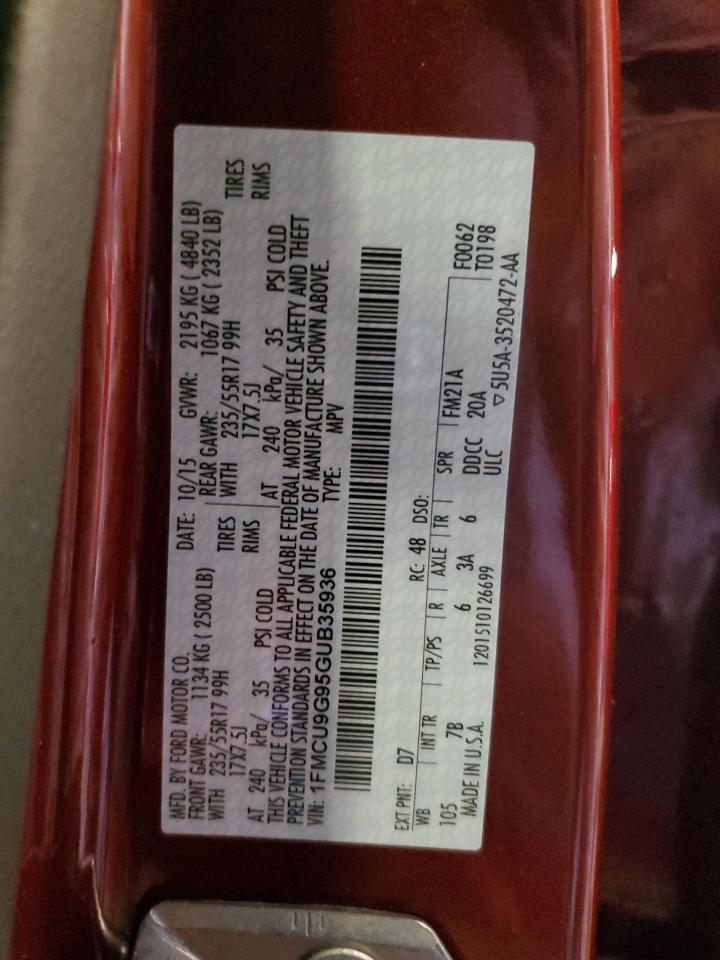 MFD. BY FORD MOTOR CO. DATE: 10/15 GVWR: 2195 KG ( 4840 LB)
FRONT GAWR: 1134 KG ( 2500 LB) REAR GAWR: 1067 KG ( 2352 LB)
WITH 235/55R17 99H TIRES WITH 235/55R17 99H TIRES
17X7.5J RIMS 17X7.5J RIMS
AT 240 kPa/ 35 PSI COLD AT 240 kPa/ 35 PSI COLD
THIS VEHICLE CONFORMS TO ALL APPLICABLE FEDERAL MOTOR VEHICLE SAFETY AND THEFT
PREVENTION STANDARDS IN EFFECT ON THE DATE OF MANUFACTURE SHOWN ABOVE.
VIN: 1FMCU9G95GUB35936 TYPE: MPV
EXT PNT: D7 RC: 48 DSO: F0062
WB INT TR TP/PS R AXLE TR SPR FM21A T0198
105 7B 6 3A 6 DDCC 20A
MADE IN U.S.A. 1201510126699 ULC ▽5U5A-3520472-AA